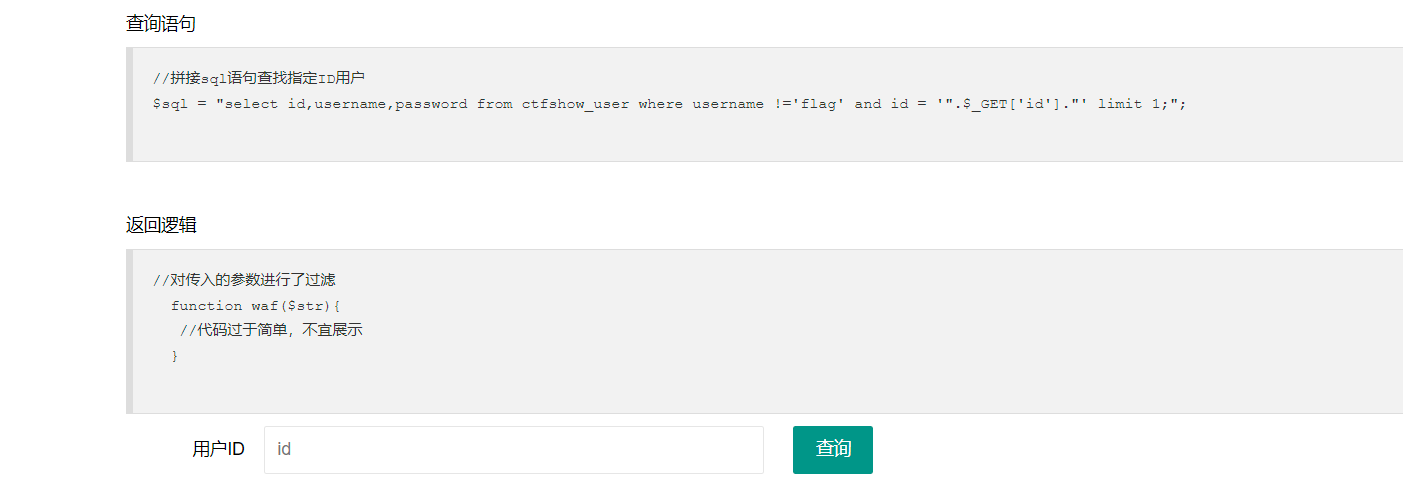 查询语句
//拼接sql语句查找指定ID用户
$sql = "select id,username,password from ctfshow_user where username !='flag' and id = '".$_GET['id']."' limit 1;";
返回逻辑
//对传入的参数进行了过滤
function waf($str){
//代码过于简单，不宜展示
}
用户ID id 查询